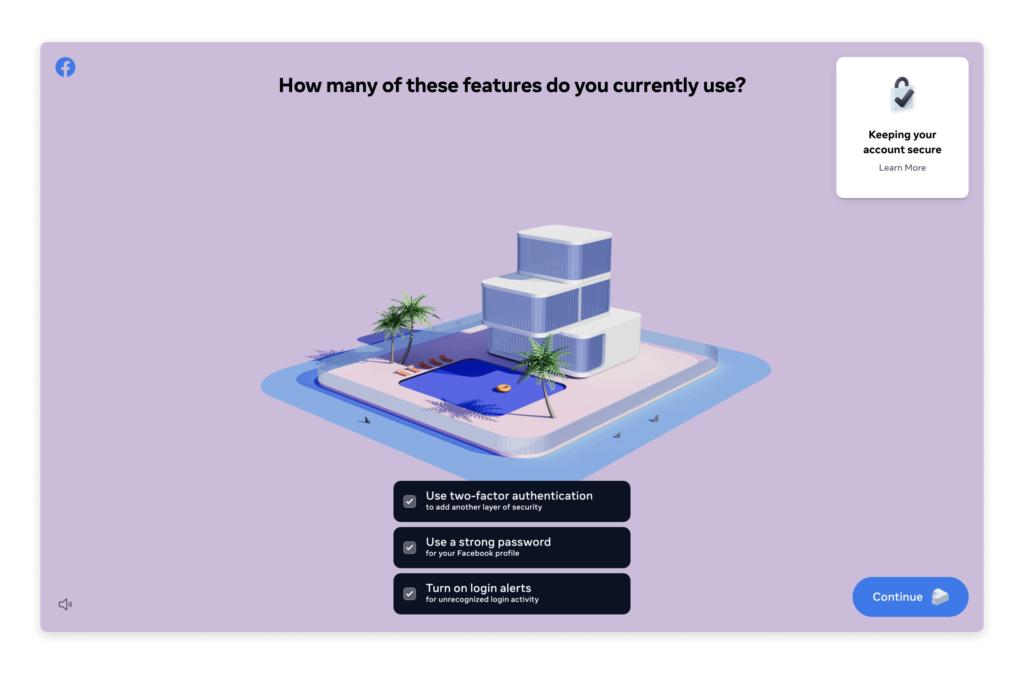 How many of these features do you currently use?
Keeping your
account secure
Learn More
Use two-factor authentication
to add another layer of security
Use a strong password
for your Facebook profile
Turn on login alerts
for unrecognized login activity
Continue